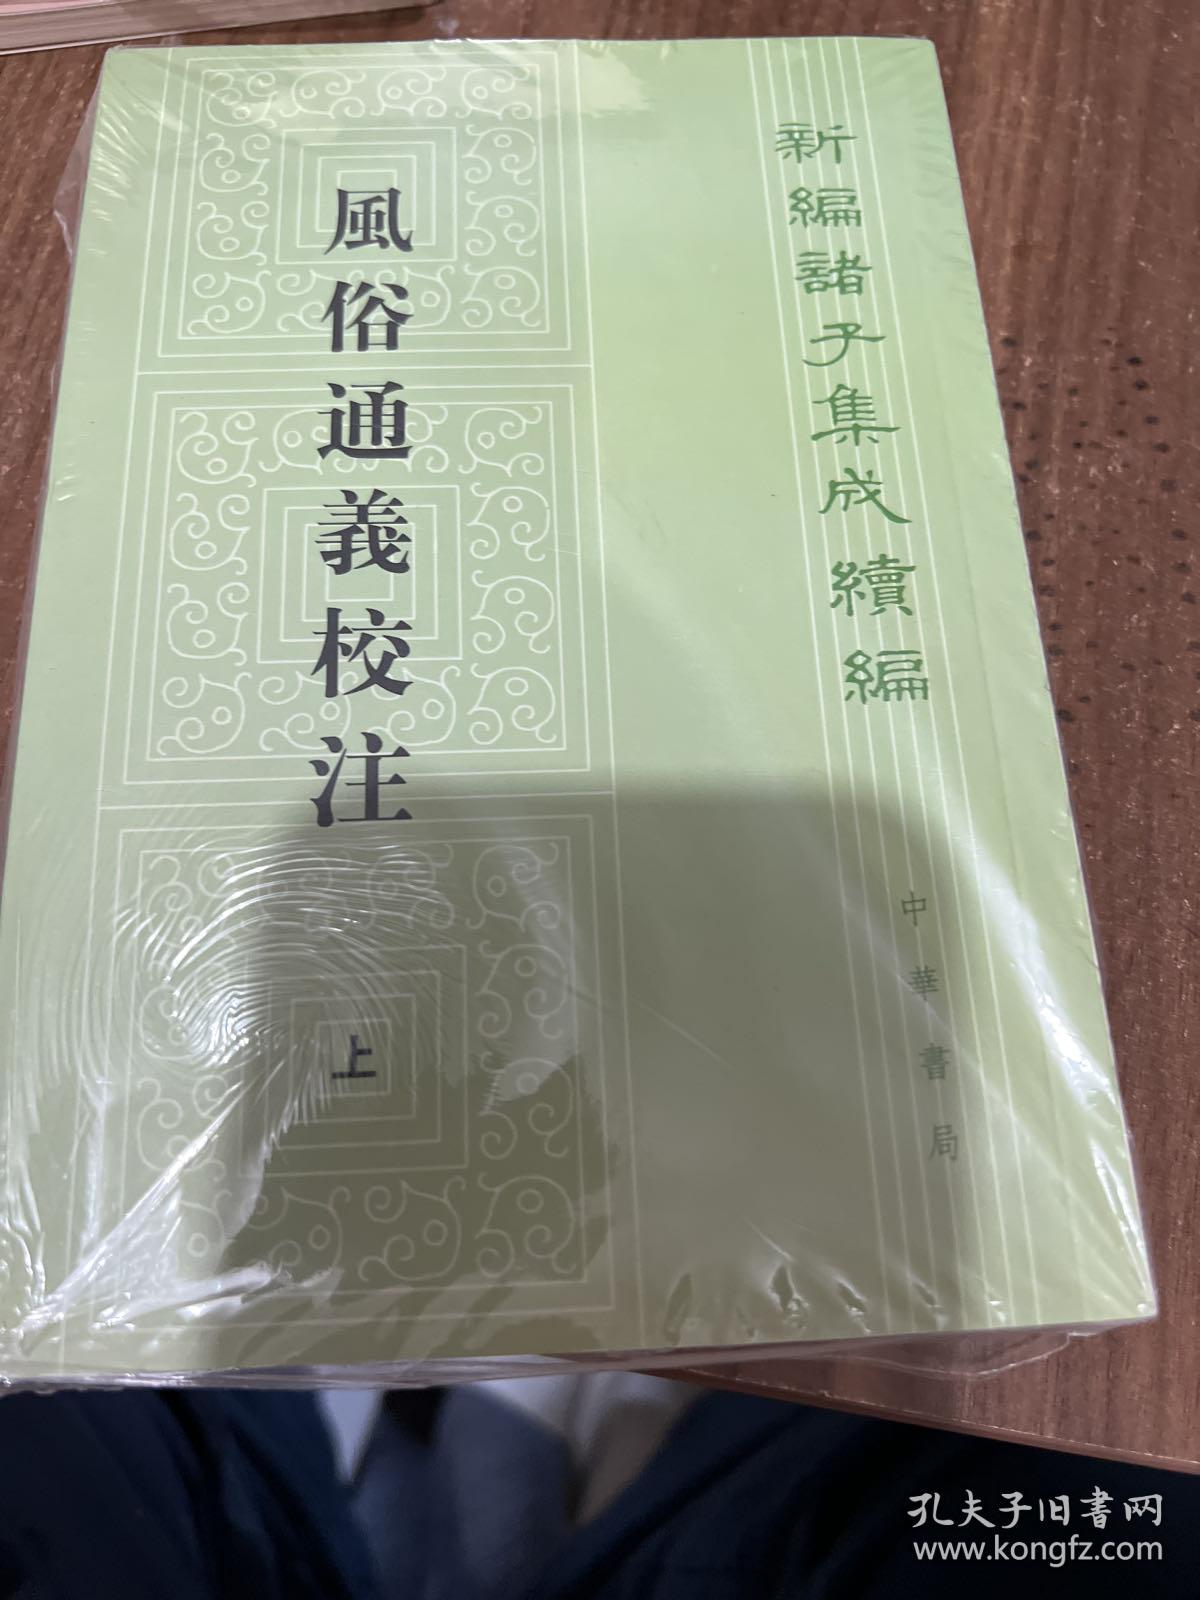 新編諸子集成續編
風俗通義校注
上
中華書局
孔夫子旧书网
www.kongfz.com